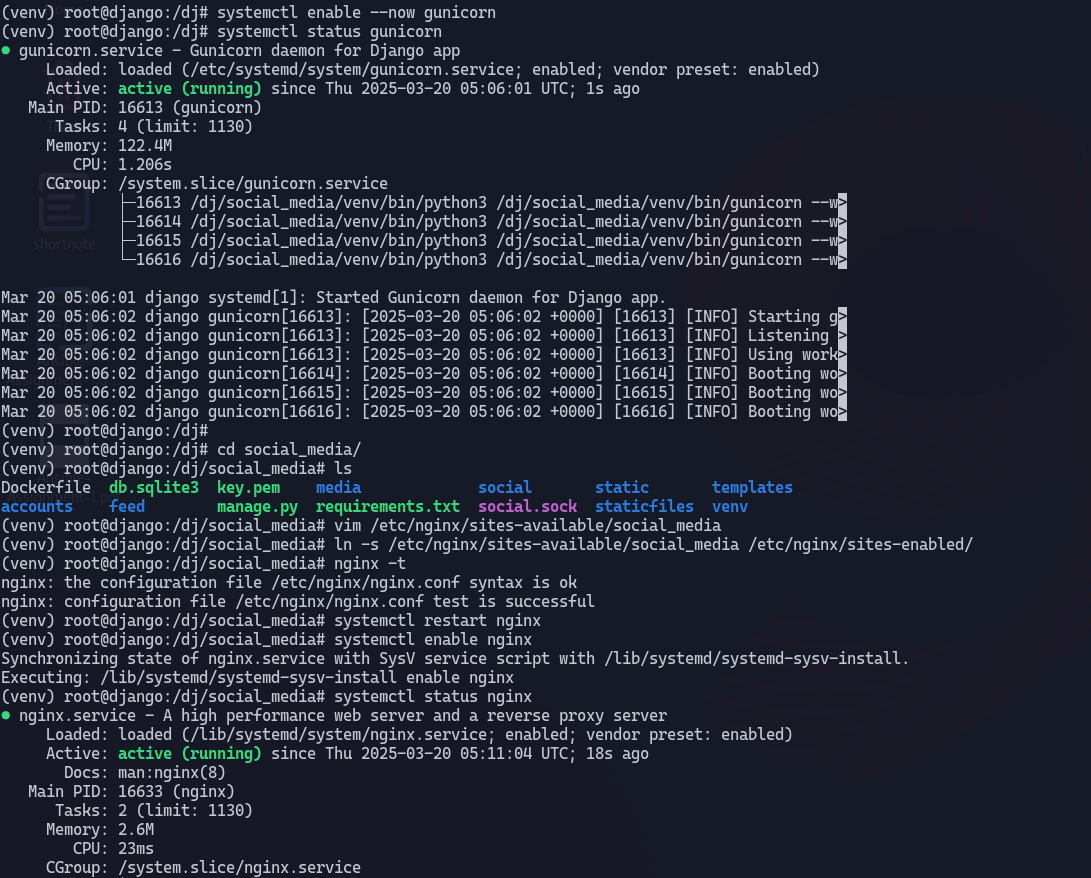 (venv) root@django:/dj# systemctl enable --now gunicorn
(venv) root@django:/dj# systemctl status gunicorn
● gunicorn.service - Gunicorn daemon for Django app
Loaded: loaded (/etc/systemd/system/gunicorn.service; enabled; vendor preset: enabled)
Active: active (running) since Thu 2025-03-20 05:06:01 UTC; 1s ago
Main PID: 16613 (gunicorn)
Tasks: 4 (limit: 1130)
Memory: 122.4M
CPU: 1.206s
CGroup: /system.slice/gunicorn.service
├─16613 /dj/social_media/venv/bin/python3 /dj/social_media/venv/bin/gunicorn --w>
├─16614 /dj/social_media/venv/bin/python3 /dj/social_media/venv/bin/gunicorn --w>
├─16615 /dj/social_media/venv/bin/python3 /dj/social_media/venv/bin/gunicorn --w>
└─16616 /dj/social_media/venv/bin/python3 /dj/social_media/venv/bin/gunicorn --w>
shortnote
Mar 20 05:06:01 django systemd[1]: Started Gunicorn daemon for Django app.
Mar 20 05:06:02 django gunicorn[16613]: [2025-03-20 05:06:02 +0000] [16613] [INFO] Starting g>
Mar 20 05:06:02 django gunicorn[16613]: [2025-03-20 05:06:02 +0000] [16613] [INFO] Listening >
Mar 20 05:06:02 django gunicorn[16613]: [2025-03-20 05:06:02 +0000] [16613] [INFO] Using work>
Mar 20 05:06:02 django gunicorn[16614]: [2025-03-20 05:06:02 +0000] [16614] [INFO] Booting wo>
Mar 20 05:06:02 django gunicorn[16615]: [2025-03-20 05:06:02 +0000] [16615] [INFO] Booting wo>
Mar 20 05:06:02 django gunicorn[16616]: [2025-03-20 05:06:02 +0000] [16616] [INFO] Booting wo>
(venv) root@django:/dj#
(venv) root@django:/dj# cd social_media/
(venv) root@django:/dj/social_media# ls
Dockerfile db.sqlite3 key.pem media social static templates
accounts feed manage.py requirements.txt social.sock staticfiles venv
(venv) root@django:/dj/social_media# vim /etc/nginx/sites-available/social_media
(venv) root@django:/dj/social_media# ln -s /etc/nginx/sites-available/social_media /etc/nginx/sites-enabled/
(venv) root@django:/dj/social_media# nginx -t
nginx: the configuration file /etc/nginx/nginx.conf syntax is ok
nginx: configuration file /etc/nginx/nginx.conf test is successful
(venv) root@django:/dj/social_media# systemctl restart nginx
(venv) root@django:/dj/social_media# systemctl enable nginx
Synchronizing state of nginx.service with SysV service script with /lib/systemd/systemd-sysv-install.
Executing: /lib/systemd/systemd-sysv-install enable nginx
(venv) root@django:/dj/social_media# systemctl status nginx
● nginx.service - A high performance web server and a reverse proxy server
Loaded: loaded (/lib/systemd/system/nginx.service; enabled; vendor preset: enabled)
Active: active (running) since Thu 2025-03-20 05:11:04 UTC; 18s ago
Docs: man:nginx(8)
Main PID: 16633 (nginx)
Tasks: 2 (limit: 1130)
Memory: 2.6M
CPU: 23ms
CGroup: /system.slice/nginx.service